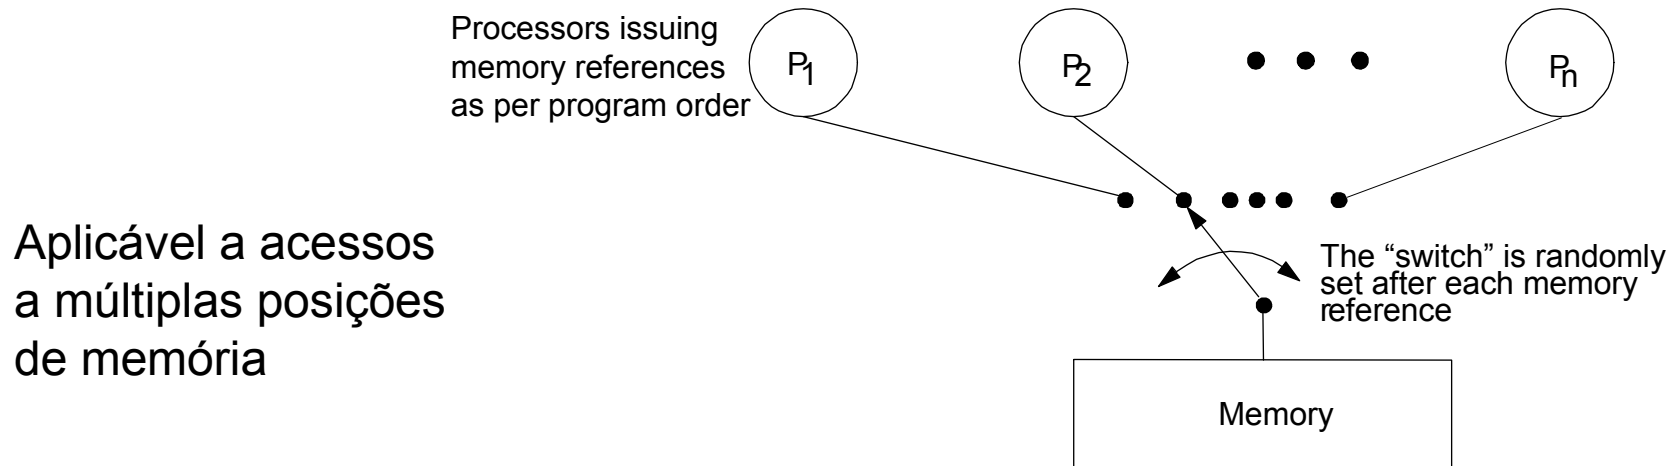 Processors issuing
memory references
as per program order
P1
P2
Pn
Aplicável a acessos
a múltiplas posições
de memória
The “switch” is randomly
set after each memory
reference
Memory